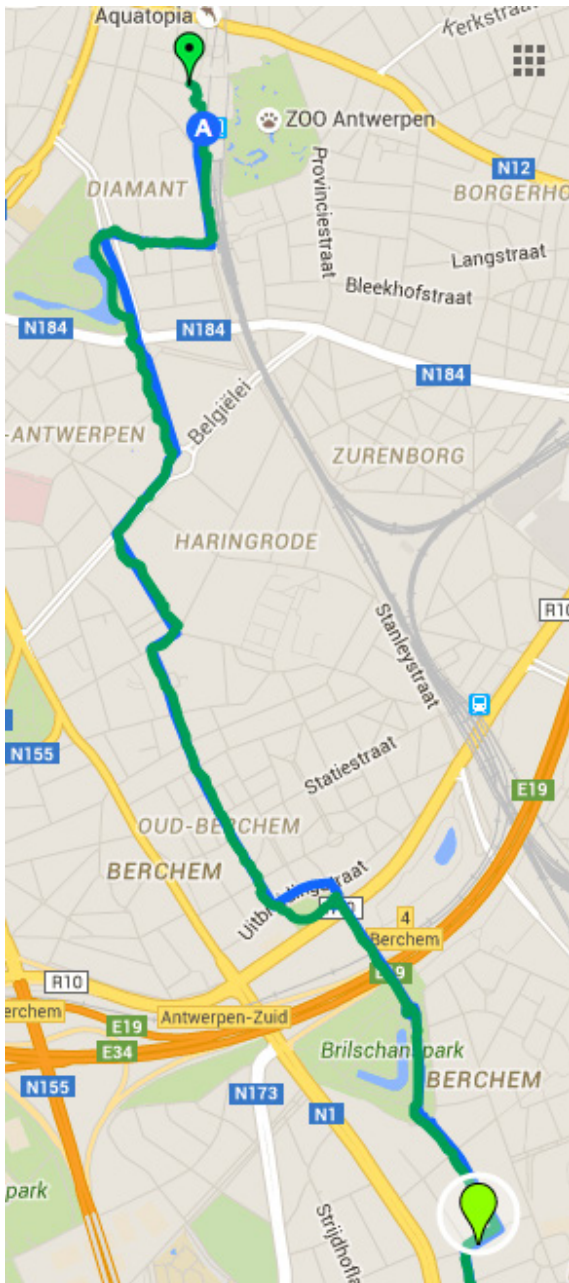 Aquatopia
Kerkstraat
A
ZOO Antwerpen
N12
DIAMANT
Provinciestraat
BORGERHO
Langstraat
Bleekhofstraat
N184
N184
N184
Belgiëlei
-ANTWERPEN
ZURENBORG
HARINGRODE
R10
Stanleystraat
N155
Statiestraat
E19
OUD-BERCHEM
BERCHEM
Uitbreidingstraat
4
Berchem
R10
erchem
Antwerpen-Zuid
E19
E34
Brilschanspark
BERCHEM
N155
N173
N1
park
Strijdhofla